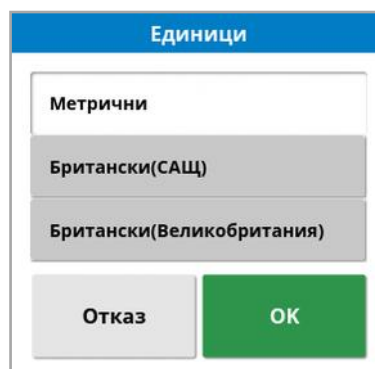 Единици
Метрични
Британски(САЩ)
Британски(Великобритания)
Отказ
OK